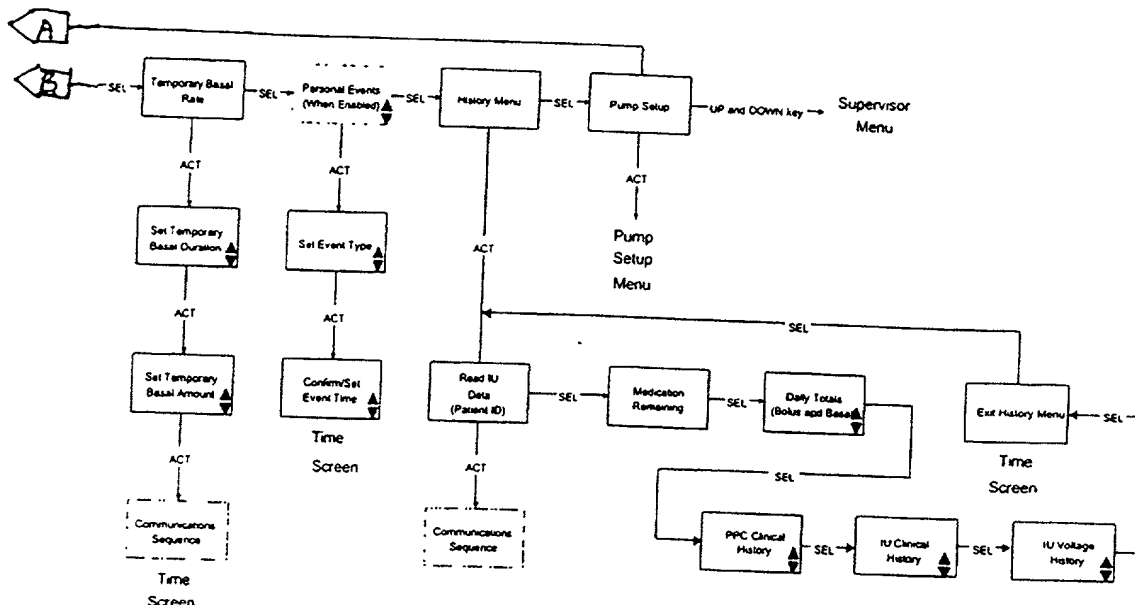 A
B
SEL
Temporary Basal
Rate
SEL
Personal Events
(When Enabled)
SEL
History Menu
SEL
Pump Setup
UP and DOWN key
Supervisor
Menu
ACT
ACT
ACT
ACT
Set Temporary
Basal Duration
Set Event Type
Pump
Setup
Menu
ACT
ACT
SEL
Set Temporary
Basal Amount
Confirm/Set
Event Time
Read IU
Data
(Patient ID)
SEL
Medication
Remaining
SEL
Daily Totals
(Bolus and Basal
Exit History Menu
SEL
Time
Screen
Time
Screen
ACT
ACT
SEL
Communications
Sequence
Communications
Sequence
PPC Clinical
History
SEL
IU Clinical
History
SEL
IU Voltage
History
Time
Screen